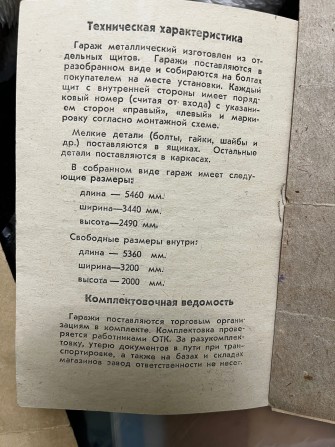 Техническая характеристика
Гараж металлический изготовлен из от-
дельных щитов. Гаражи поставляются в
разобранном виде и собираются на болтах
покупателем на месте установки. Каждый
щит с внутренней стороны имеет поряд-
ковый номер (считая от входа) с указани-
ем сторон «правый», «левый» и марки-
ровку согласно монтажной схеме.
Мелкие детали (болты, гайки, шайбы и
др.) поставляются в ящиках. Остальные
детали поставляются в каркасах.
В собранном виде гараж имеет следу-
ющие размеры:
длина — 5460 мм.
ширина—3440 мм.
высота—2490 мм.
Свободные размеры внутри:
длина — 5360 мм.
ширина—3200 мм.
высота — 2000 мм.
Комплектовочная ведомость
Гаражи поставляются торговым органи-
зациям в комплекте. Комплектовка прове-
ряется работниками ОТК. За разукомплек-
товку, утерю документов в пути при тран-
спортировке, а также на базах и складах
магазинов завод ответственности не несет.